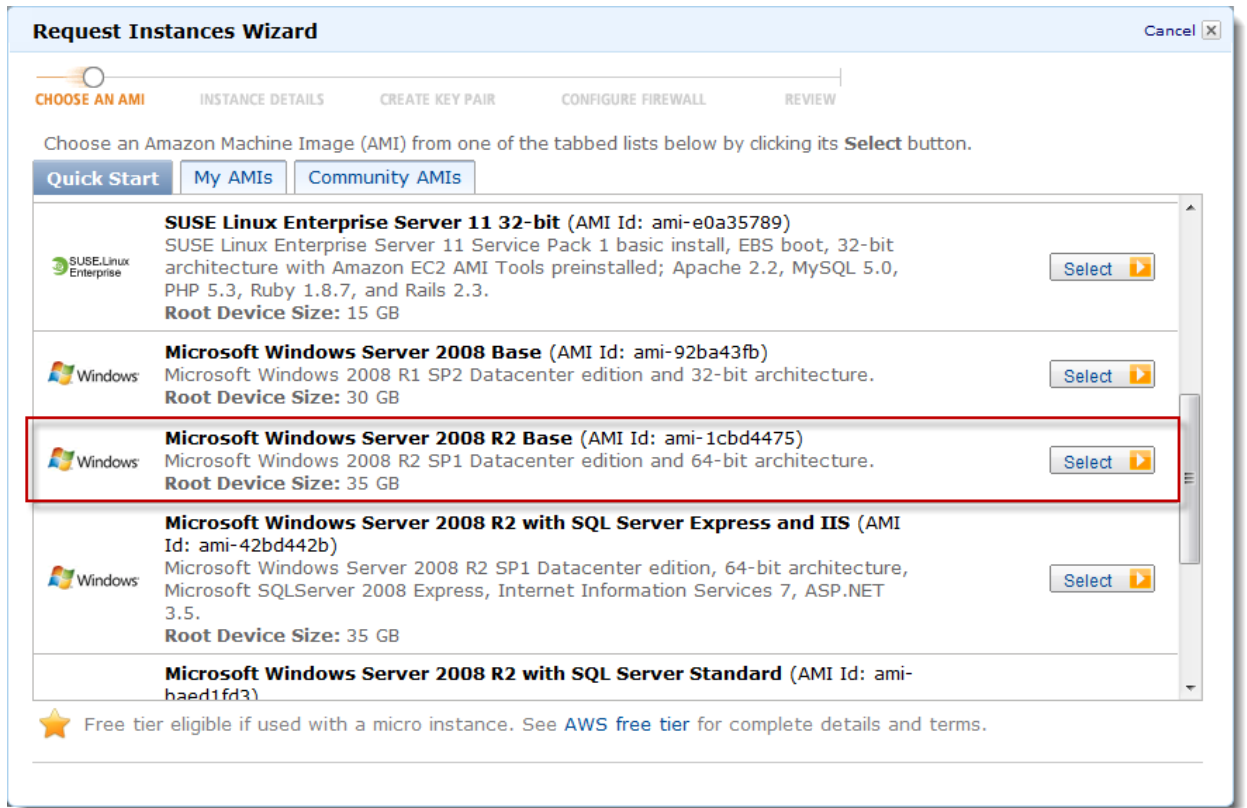 Request Instances Wizard
Cancel
CHOOSE AN AMI INSTANCE DETAILS CREATE KEY PAIR CONFIGURE FIREWALL REVIEW
Choose an Amazon Machine Image (AMI) from one of the tabbed lists below by clicking its Select button.
Quick Start My AMIs Community AMIs
SUSE Linux Enterprise Server 11 32-bit (AMI Id: ami-e0a35789)
SUSE Linux Enterprise Server 11 Service Pack 1 basic install, EBS boot, 32-bit
SUSE.Linux
Enterprise
architecture with Amazon EC2 AMI Tools preinstalled; Apache 2.2, MySQL 5.0,
Select
PHP 5.3, Ruby 1.8.7, and Rails 2.3.
Root Device Size: 15 GB
Microsoft Windows Server 2008 Base (AMI Id: ami-92ba43fb)
Windows
Microsoft Windows 2008 R1 SP2 Datacenter edition and 32-bit architecture.
Select
Root Device Size: 30 GB
Microsoft Windows Server 2008 R2 Base (AMI Id: ami-1cbd4475)
Windows
Microsoft Windows 2008 R2 SP1 Datacenter edition and 64-bit architecture.
Select
Root Device Size: 35 GB
Microsoft Windows Server 2008 R2 with SQL Server Express and IIS (AMI
Id: ami-42bd442b)
Microsoft Windows Server 2008 R2 SP1 Datacenter edition, 64-bit architecture,
Windows
Microsoft SQLServer 2008 Express, Internet Information Services 7, ASP.NET
Select
3.5.
Root Device Size: 35 GB
Microsoft Windows Server 2008 R2 with SQL Server Standard (AMI Id: ami-
baed1fd3)
Free tier eligible if used with a micro instance. See AWS free tier for complete details and terms.